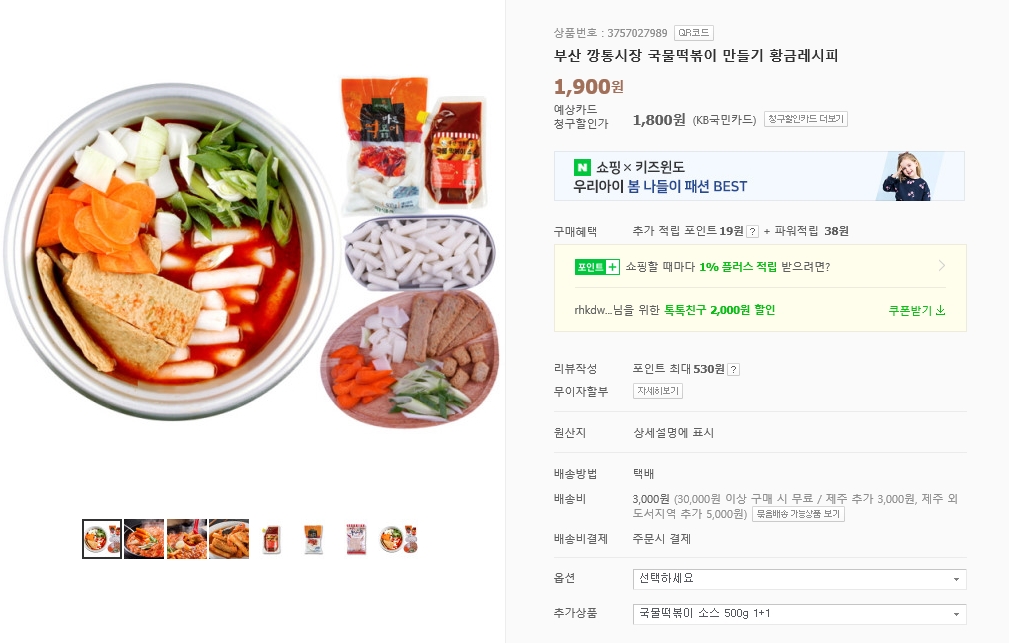 상품번호 : 3757027989 QR코드
부산 깡통시장 국물떡볶이 만들기 황금레시피
1,900원
예상카드
청구할인가 1,800원 (KB국민카드) 청구할인카드 더보기
N 쇼핑×키즈윈도
우리아이 봄 나들이 패션 BEST
구매혜택 추가 적립 포인트 19원 ? + 파워적립 38원
포인트+ 쇼핑할 때마다 1% 플러스 적립 받으려면?
rhkdw...님을 위한 톡톡친구 2,000원 할인 쿠폰받기
리뷰작성 포인트 최대 530원 ?
무이자할부 자세히보기
원산지 상세설명에 표시
배송방법 택배
배송비 3,000원 (30,000원 이상 구매 시 무료 / 제주 추가 3,000원, 제주 외
도서지역 추가 5,000원) 묶음배송 가능상품 보기
배송비결제 주문시 결제
옵션 선택하세요
추가상품 국물떡볶이 소스 500g 1+1